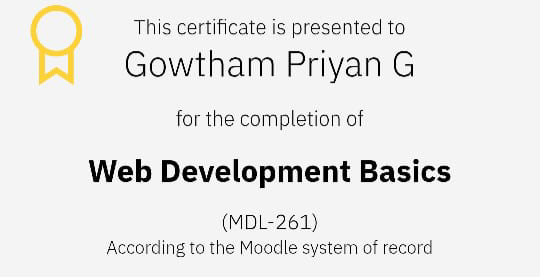 This certificate is presented to
Gowtham Priyan G
for the completion of
Web Development Basics
(MDL-261)
According to the Moodle system of record